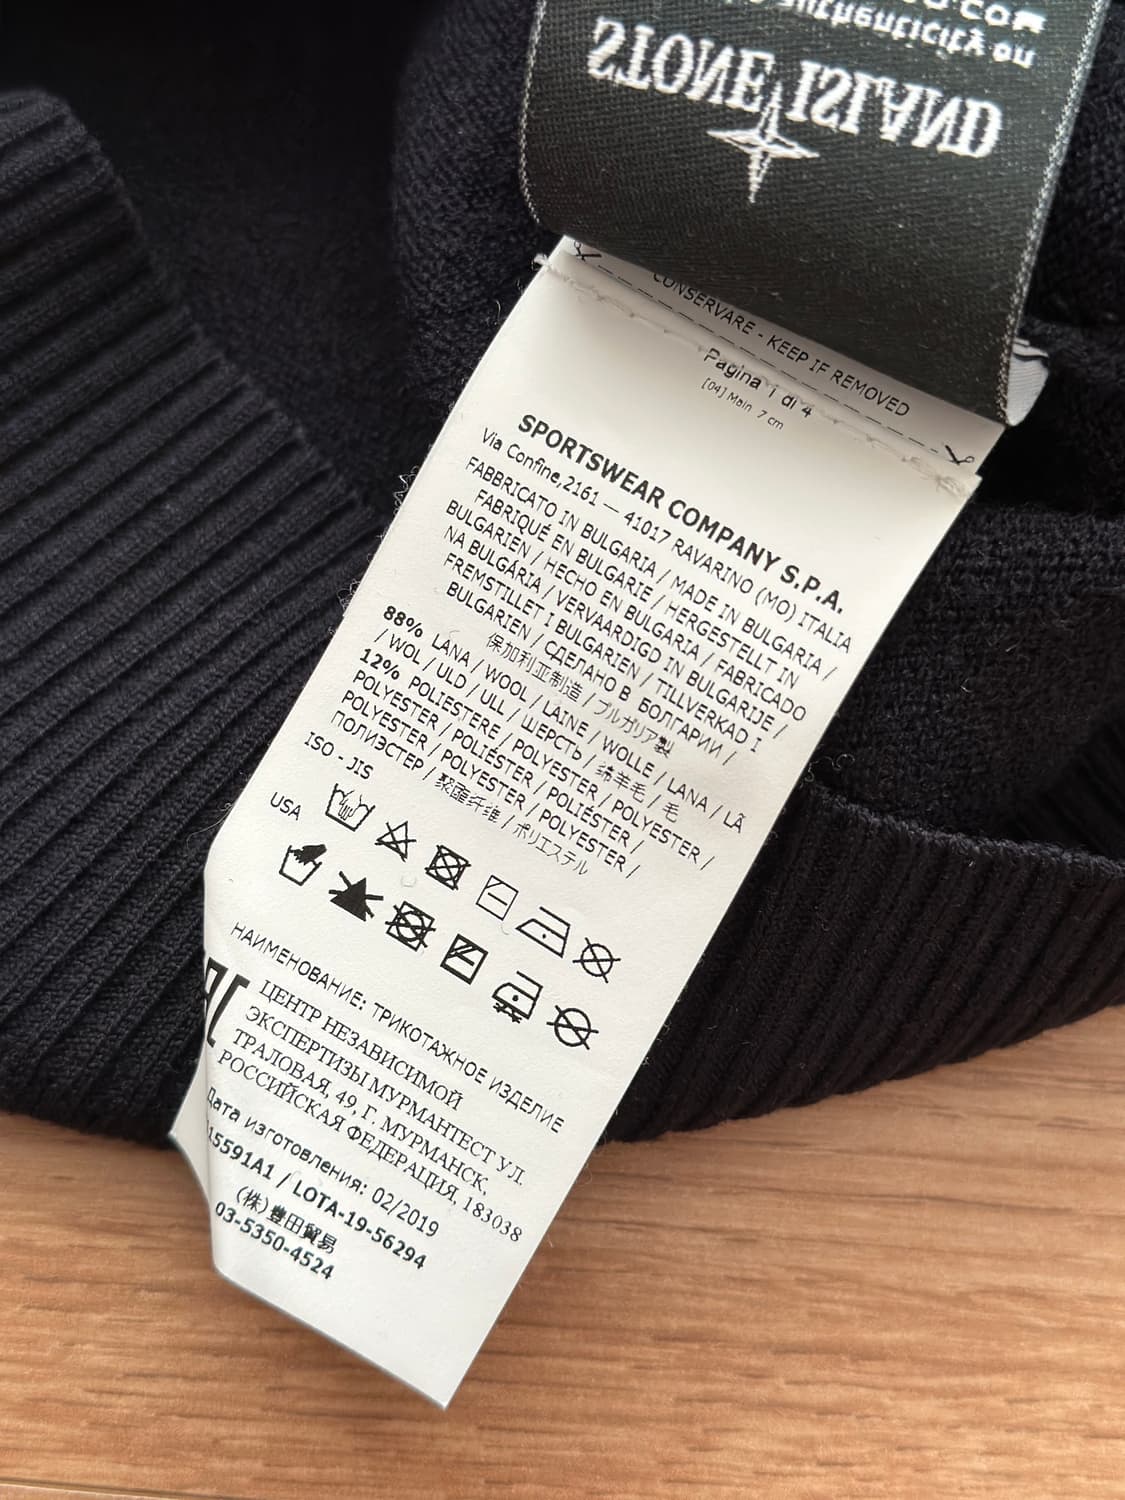 authenticity on
STONE ISLAND
CONSERVARE - KEEP IF REMOVED
Pagina 1 di 4
[04] Main 7 cm
SPORTSWEAR COMPANY S.P.A.
Via Confine,2161 — 41017 RAVARINO (MO) ITALIA
FABBRICATO IN BULGARIA / MADE IN BULGARIA /
FABRIQUÉ EN BULGARIE / HERGESTELLT IN
BULGARIEN / HECHO EN BULGARIA / FABRICADO
NA BULGÁRIA / VERVAARDIGD IN BULGARIJE /
FREMSTILLET I BULGARIEN / TILLVERKAD I
BULGARIEN / СДЕЛАНО В БОЛГАРИИ /
保加利亚制造 / ブルガリア製
88% LANA / WOOL / LAINE / WOLLE / LANA / LÃ
/ WOL / ULD / ULL / ШЕРСТЬ / 绵羊毛 / 毛
12% POLIESTERE / POLYESTER / POLYESTER /
POLYESTER / POLIÉSTER / POLIÉSTER /
POLYESTER / POLYESTER / POLYESTER /
ПОЛИЭСТЕР / 聚酯纤维 / ポリエステル
ISO - JIS
USA
НАИМЕНОВАНИЕ: ТРИКОТАЖНОЕ ИЗДЕЛИЕ
ЦЕНТР НЕЗАВИСИМОЙ
ЭКСПЕРТИЗЫ МУРМАНТЕСТ УЛ.
ТРАЛОВАЯ, 49, Г. МУРМАНСК,
РОССИЙСКАЯ ФЕДЕРАЦИЯ, 183038
Дата изготовления: 02/2019
15591A1 / LOTA-19-56294
(株)豊田貿易
03-5350-4524